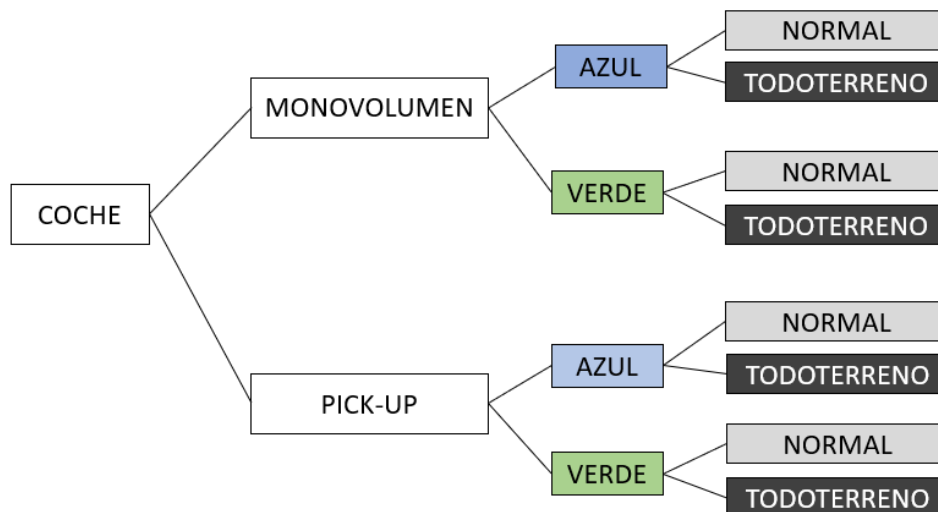 NORMAL
AZUL
TODOTERRENO
MONOVOLUMEN
NORMAL
VERDE
TODOTERRENO
COCHE
NORMAL
AZUL
TODOTERRENO
PICK-UP
NORMAL
VERDE
TODOTERRENO